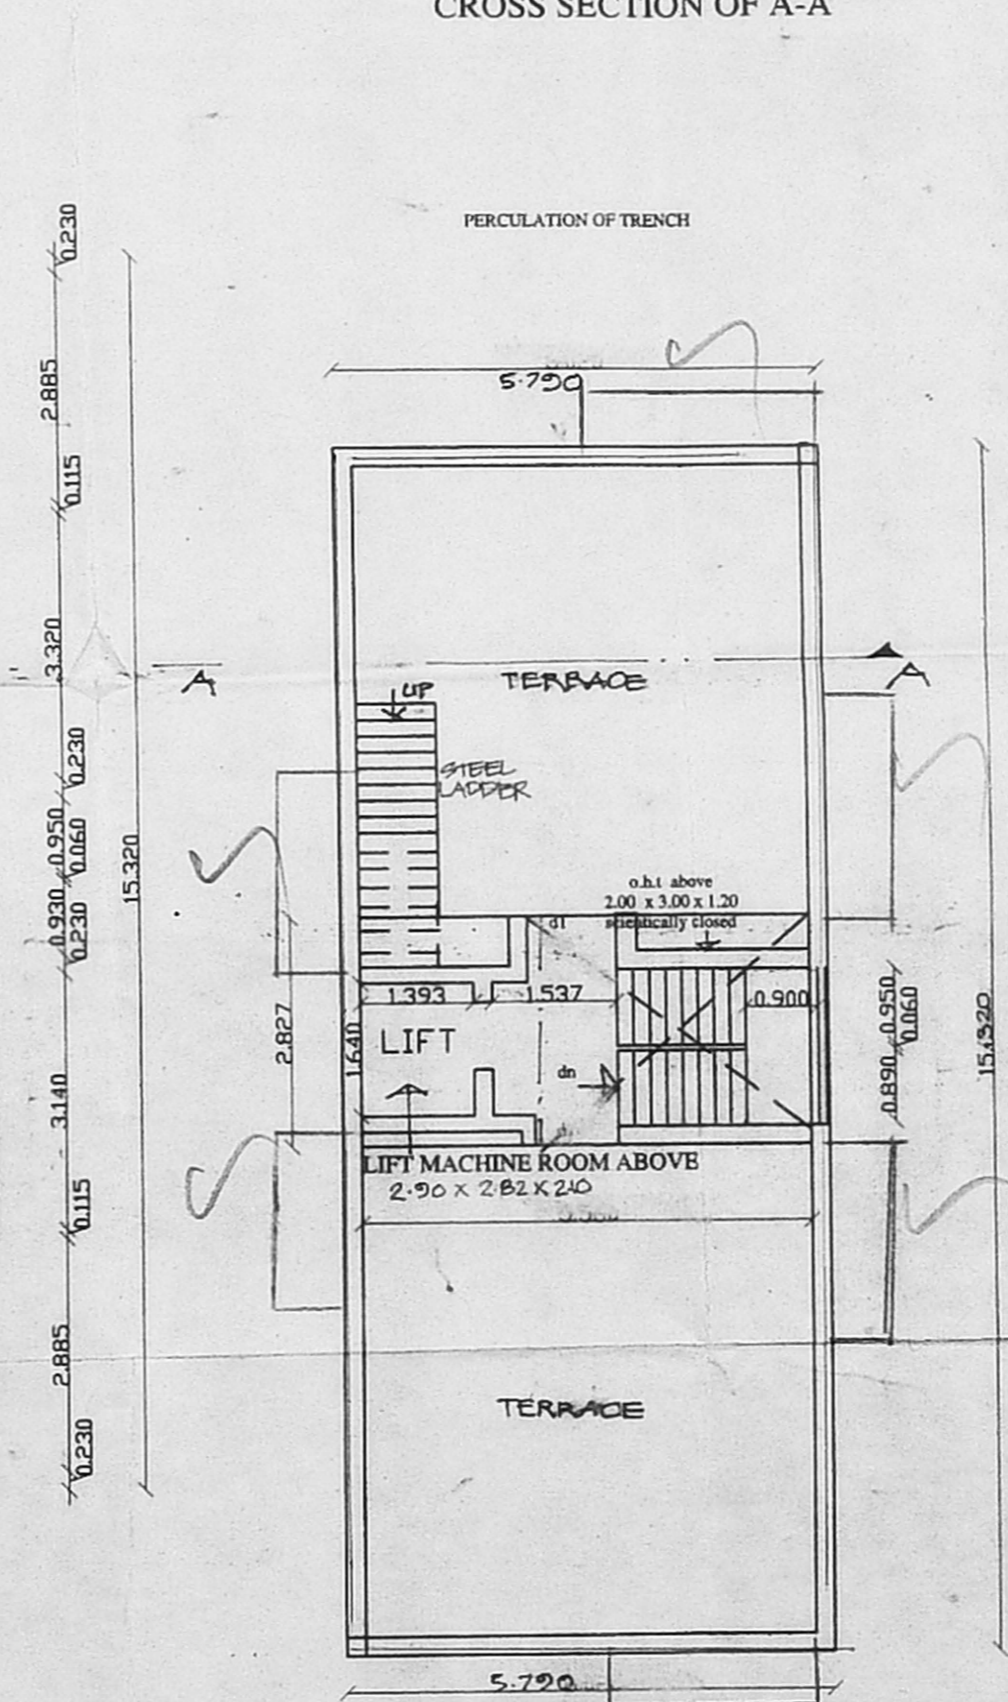 CROSS SECTION OF A-A
PERCULATION OF TRENCH
0.230
2.885
0.115
3.320
0.230
0.950
0.060
0.930
0.230
3.140
0.115
2.885
0.230
15.320
5.790
A
A
TERRACE
UP
STEEL
LADDER
o.h.t above
2.00 x 3.00 x 1.20
scientically closed
d1
1.393
1.537
0.900
2.827
1.640
LIFT
dn
0.950
0.060
0.890
15.320
LIFT MACHINE ROOM ABOVE
2.90 X 2.82 X 2.10
TERRACE
5.790